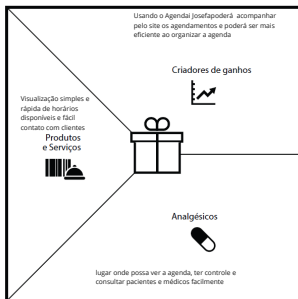 Usando o Agendai Josefapoderá acompanhar
pelo site os agendamentos e poderá ser mais
eficiente ao organizar a agenda
Criadores de ganhos
Visualização simples e
rápida de horários
disponíveis e fácil
contato com clientes
Produtos
e Serviços
Analgésicos
lugar onde possa ver a agenda, ter controle e
consultar pacientes e médicos facilmente